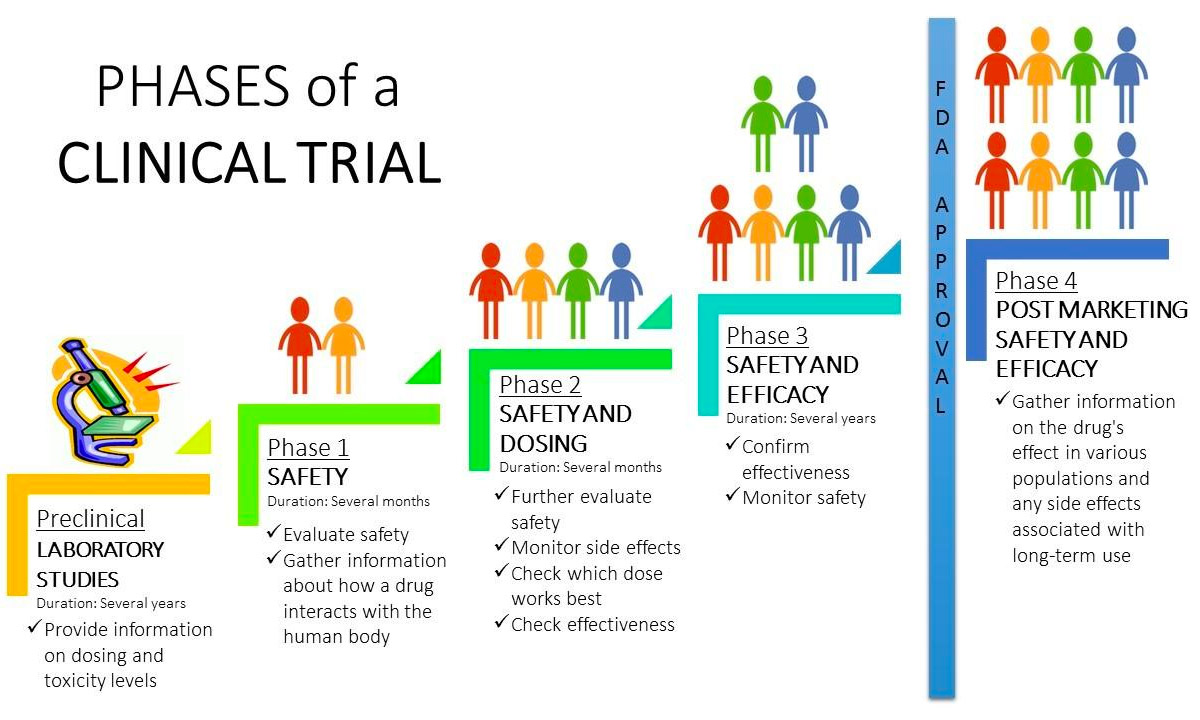 PHASES of a
CLINICAL TRIAL
Preclinical
LABORATORY
STUDIES
Duration: Several years
✓Provide information
on dosing and
toxicity levels
Phase 1
SAFETY
Duration: Several months
✓Evaluate safety
✓Gather information
about how a drug
interacts with the
human body
Phase 2
SAFETY AND
DOSING
Duration: Several months
✓Further evaluate
safety
✓Monitor side effects
✓Check which dose
works best
✓Check effectiveness
Phase 3
SAFETY AND
EFFICACY
Duration: Several years
✓Confirm
effectiveness
✓Monitor safety
FDA APPROVAL
Phase 4
POST MARKETING
SAFETY AND
EFFICACY
✓Gather information
on the drug's
effect in various
populations and
any side effects
associated with
long-term use